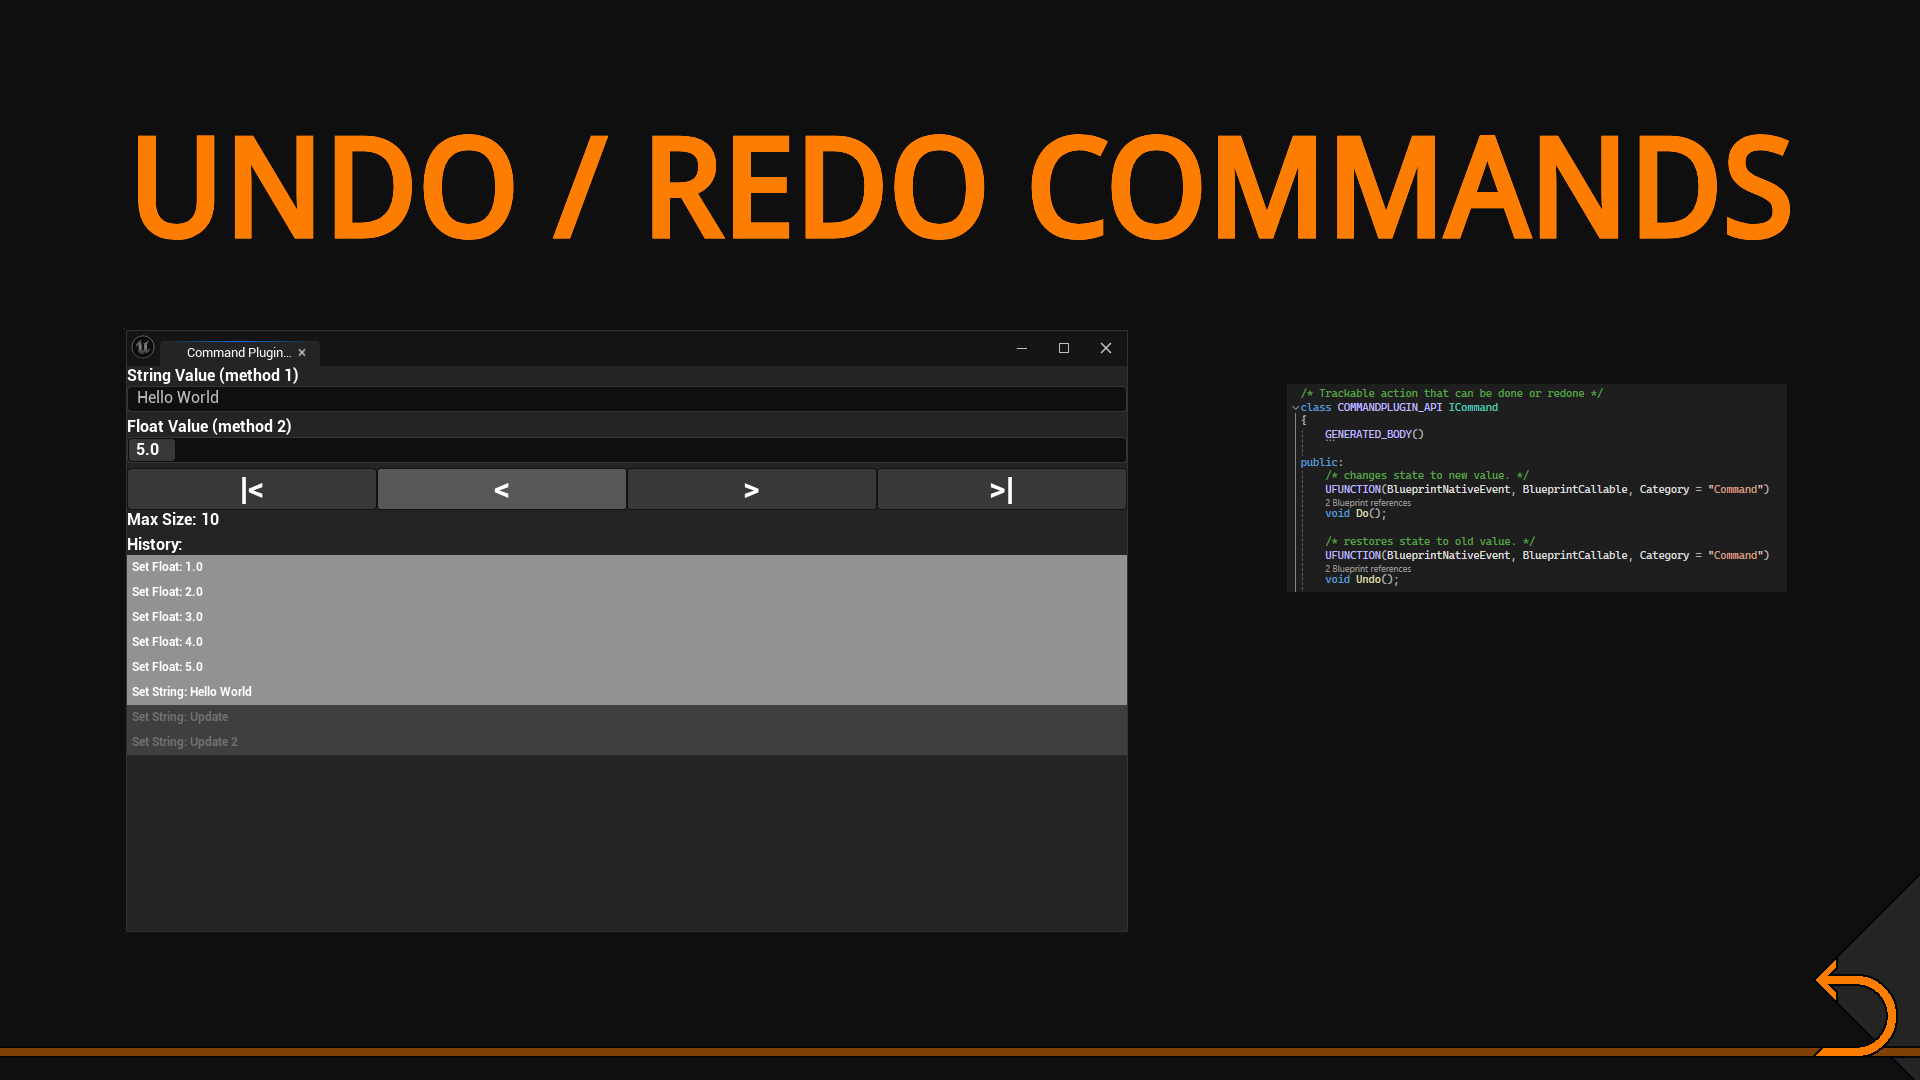 UNDO / REDO COMMANDS
Command Plugin...
String Value (method 1)
Hello World
Float Value (method 2)
5.0
|< < > >|
Max Size: 10
History:
Set Float: 1.0
Set Float: 2.0
Set Float: 3.0
Set Float: 4.0
Set Float: 5.0
Set String: Hello World
Set String: Update
Set String: Update 2
/* Trackable action that can be done or redone */
class COMMANDPLUGIN_API ICommand
{
GENERATED_BODY()
public:
/* changes state to new value. */
UFUNCTION(BlueprintNativeEvent, BlueprintCallable, Category = "Command")
2 Blueprint references
void Do();
/* restores state to old value. */
UFUNCTION(BlueprintNativeEvent, BlueprintCallable, Category = "Command")
2 Blueprint references
void Undo();